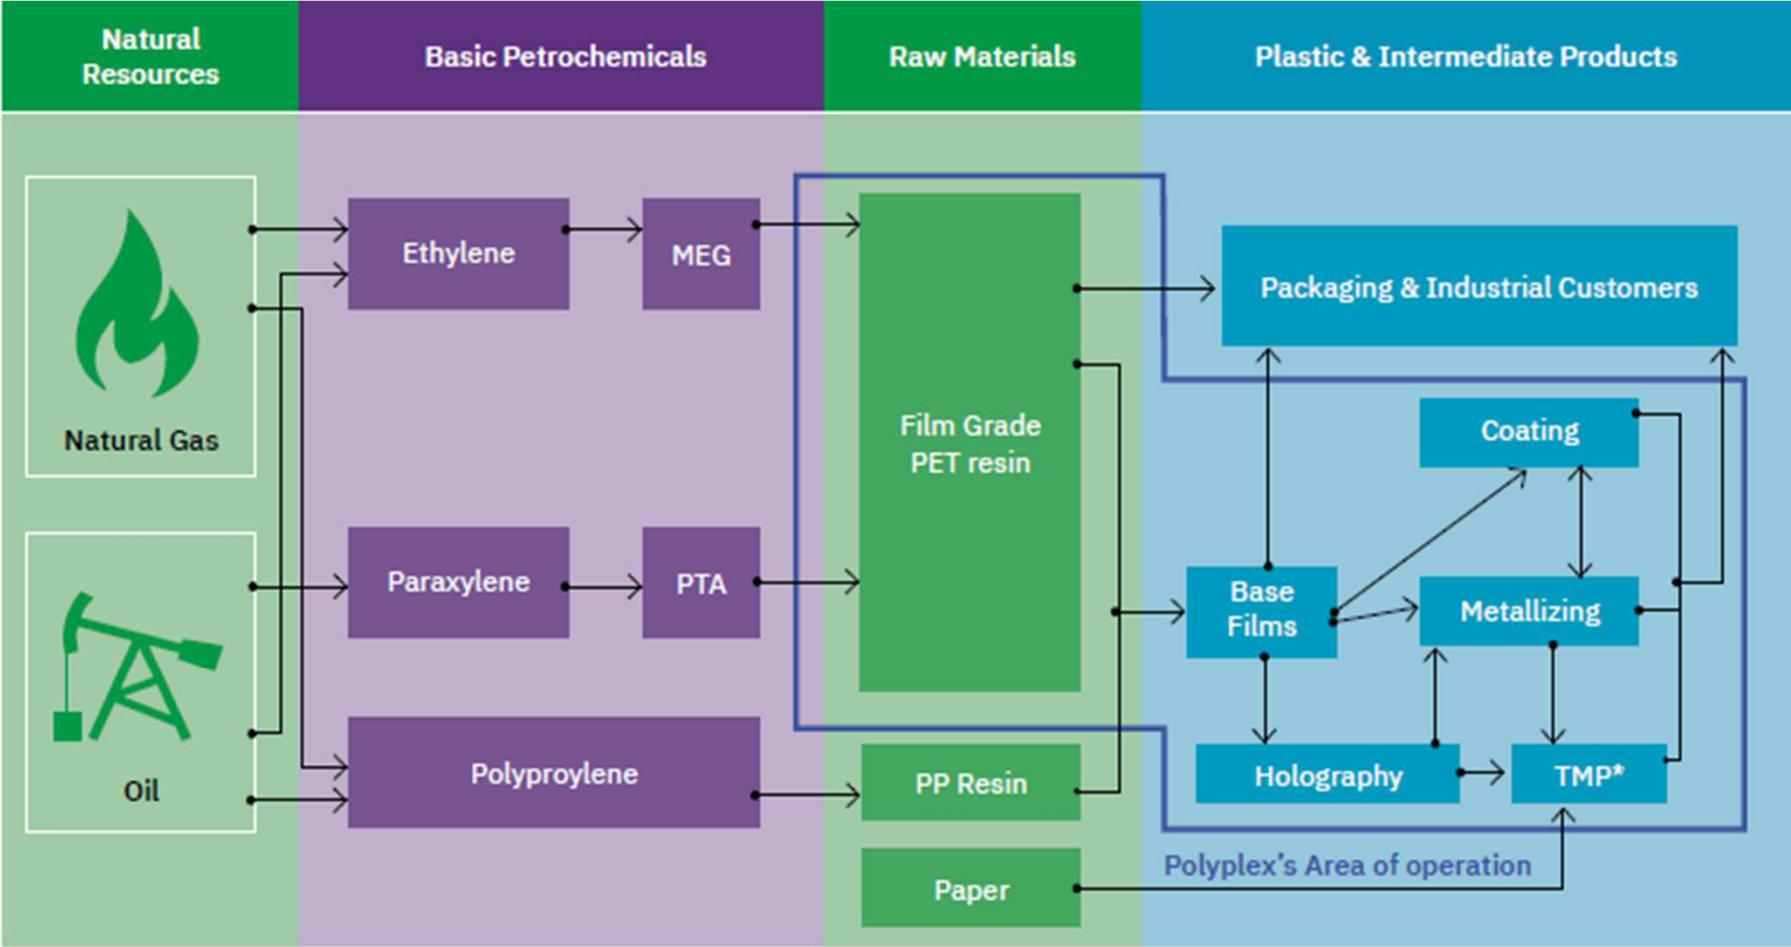 Natural
Resources
Basic Petrochemicals
Raw Materials
Plastic & Intermediate Products
Natural Gas
Oil
Ethylene
MEG
Paraxylene
PTA
Polyproylene
Film Grade
PET resin
PP Resin
Paper
Packaging & Industrial Customers
Coating
Base
Films
Metallizing
Holography
TMP*
Polyplex’s Area of operation